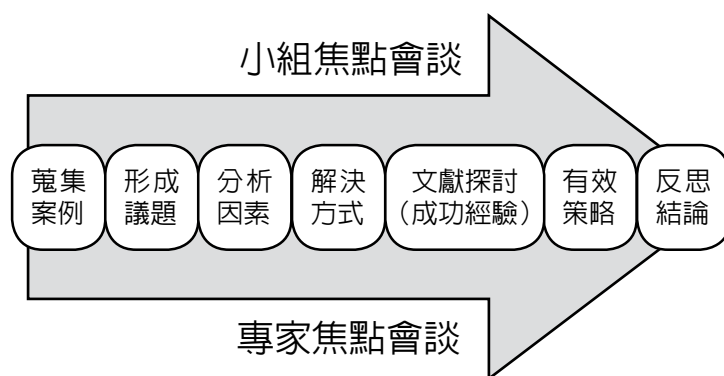 小組焦點會談
蒐集
案例
形成
議題
分析
因素
解決
方式
文獻探討
（成功經驗）
有效
策略
反思
結論
專家焦點會談